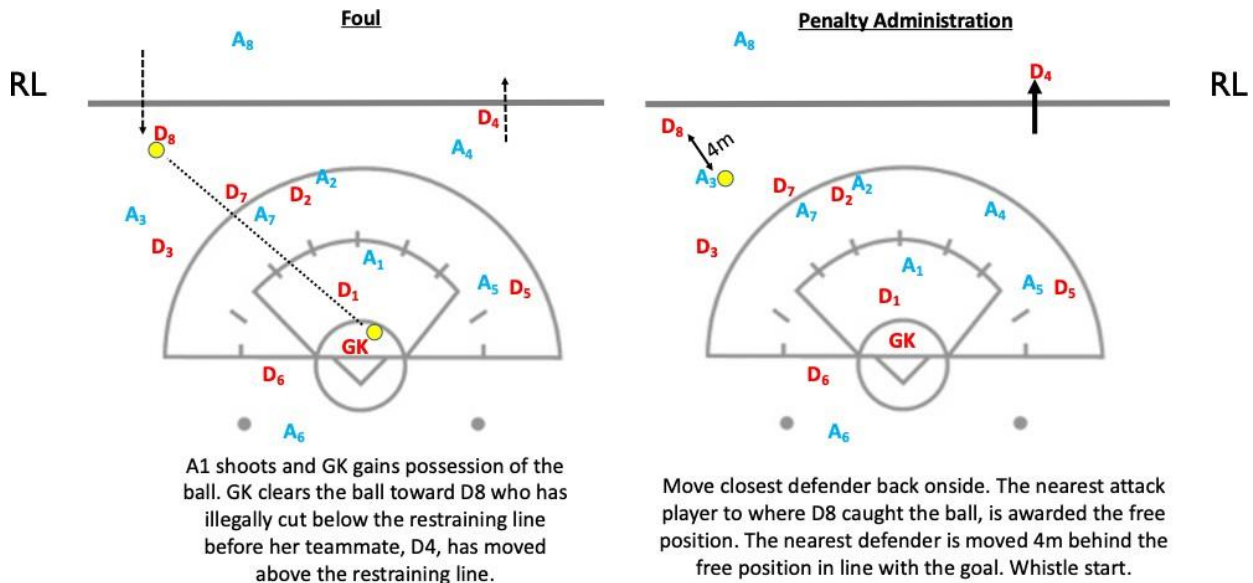 Foul
A8
RL
D4
D8
A4
A2
D7
D2
A3
A7
D3
A1
D1
A5
D5
GK
D6
A6
A1 shoots and GK gains possession of the
ball. GK clears the ball toward D8 who has
illegally cut below the restraining line
before her teammate, D4, has moved
above the restraining line.
Penalty Administration
A8
D4
RL
D8
4m
A3
D7
A2
D2
A7
A4
D3
A1
D1
A5
D5
GK
D6
A6
Move closest defender back onside. The nearest attack
player to where D8 caught the ball, is awarded the free
position. The nearest defender is moved 4m behind the
free position in line with the goal. Whistle start.